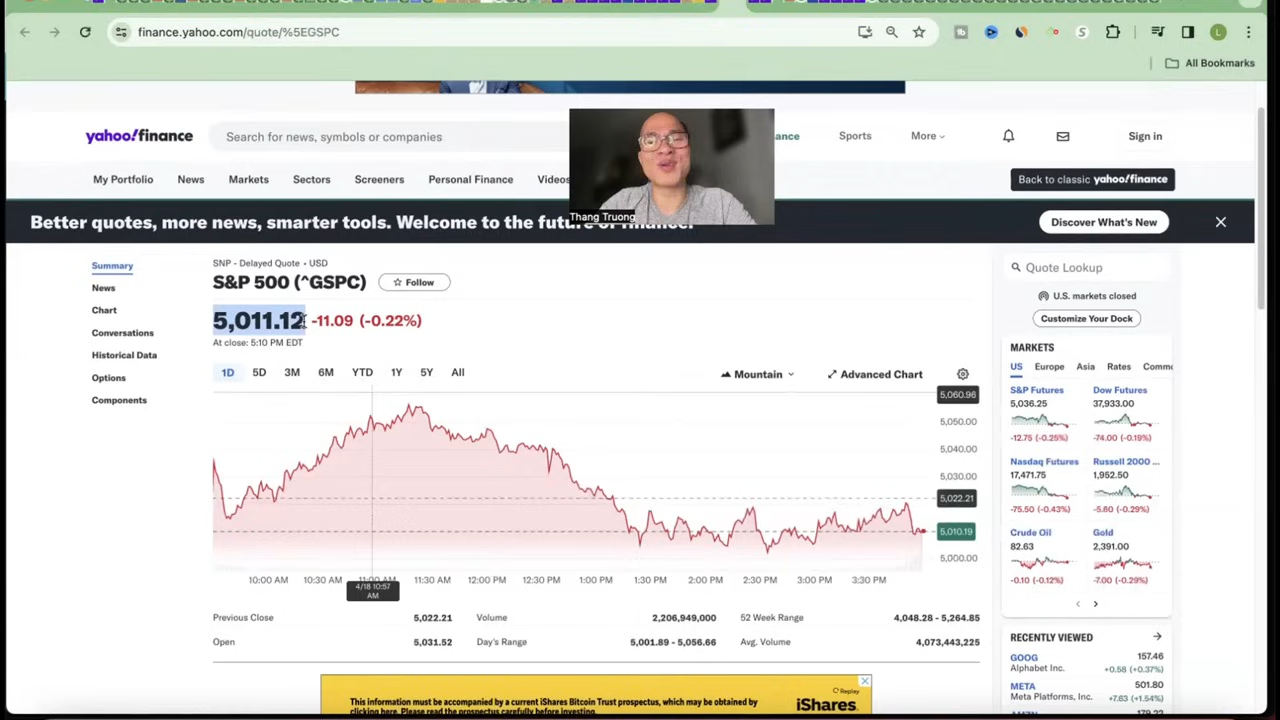 finance.yahoo.com/quote/%5EGSPC
S
L
All Bookmarks
yahoo!finance
Search for news, symbols or companies
ance
Sports
More
Sign in
My Portfolio
News
Markets
Sectors
Screeners
Personal Finance
Videos
Back to classic yahoo!finance
Thang Truong
Better quotes, more news, smarter tools. Welcome to the future of finance.
Discover What's New
Summary
News
Chart
Conversations
Historical Data
Options
Components
SNP - Delayed Quote • USD
S&P 500 (^GSPC)
Follow
5,011.12 -11.09 (-0.22%)
At close: 5:10 PM EDT
1D 5D 3M 6M YTD 1Y 5Y All
Mountain
Advanced Chart
5,060.96
5,050.00
5,040.00
5,030.00
5,022.21
5,010.19
5,000.00
10:00 AM 10:30 AM 11:00 AM 11:30 AM 12:00 PM 12:30 PM 1:00 PM 1:30 PM 2:00 PM 2:30 PM 3:00 PM 3:30 PM
4/18 10:57
AM
Previous Close 5,022.21 Volume 2,206,949,000 52 Week Range 4,048.28 - 5,264.85
Open 5,031.52 Day's Range 5,001.89 - 5,056.66 Avg. Volume 4,073,443,225
Replay
This information must be accompanied by a current iShares Bitcoin Trust prospectus, which may be obtained by
clicking here. Please read the prospectus carefully before investing.
iShares
Quote Lookup
U.S. markets closed
Customize Your Dock
MARKETS
US Europe Asia Rates Commo
S&P Futures Dow Futures
5,036.25 37,933.00
-12.75 (-0.25%) -74.00 (-0.19%)
Nasdaq Futures Russell 2000 ...
17,471.75 1,952.50
-75.50 (-0.43%) -5.60 (-0.29%)
Crude Oil Gold
82.63 2,391.00
-0.10 (-0.12%) -7.00 (-0.29%)
RECENTLY VIEWED
GOOG 157.46
Alphabet Inc. +0.58 (+0.37%)
META 501.80
Meta Platforms, Inc. +7.63 (+1.54%)